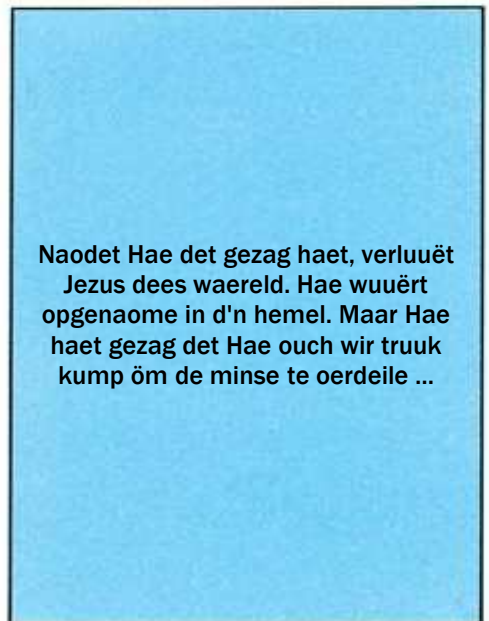 Naodet Hae det gezag haet, verluuët
Jezus dees waereld. Hae wuuërt
opgenaome in d'n hemel. Maar Hae
haet gezag det Hae ouch wir truuk
kump öm de minse te oerdeile ...